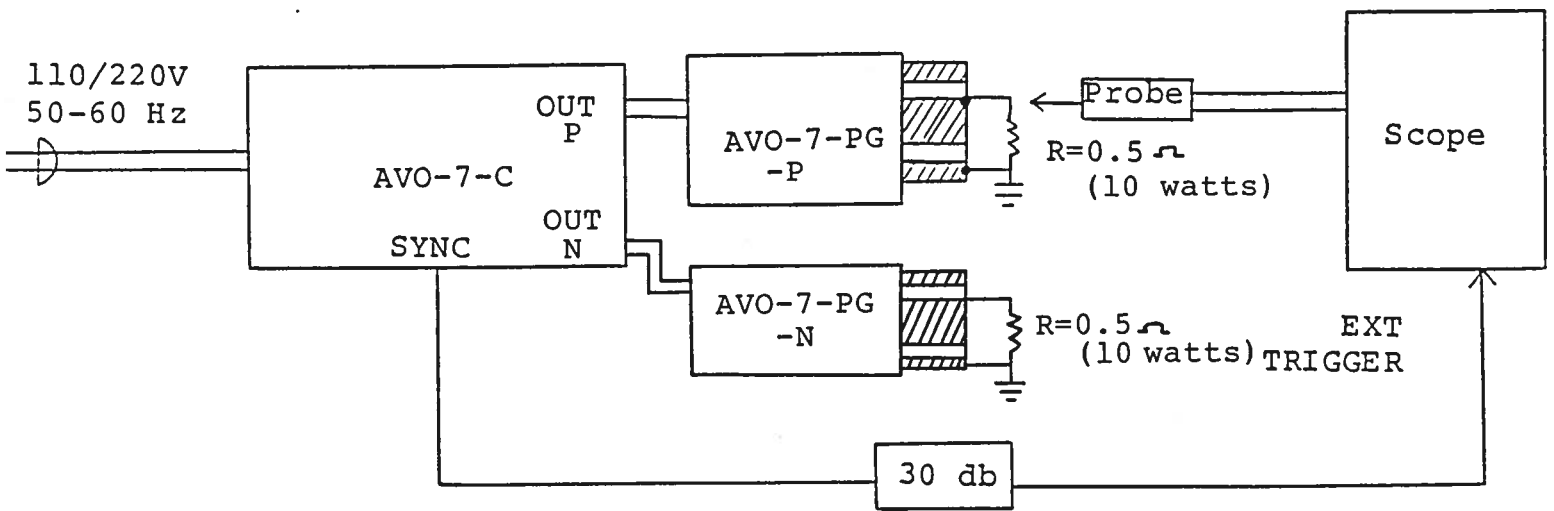 110/220V
50-60 Hz
AVO-7-C
OUT
P
OUT
N
SYNC
AVO-7-PG
-P
R=0.5 Ω
(10 watts)
Probe
Scope
AVO-7-PG
-N
R=0.5 Ω
(10 watts)
EXT
TRIGGER
30 db